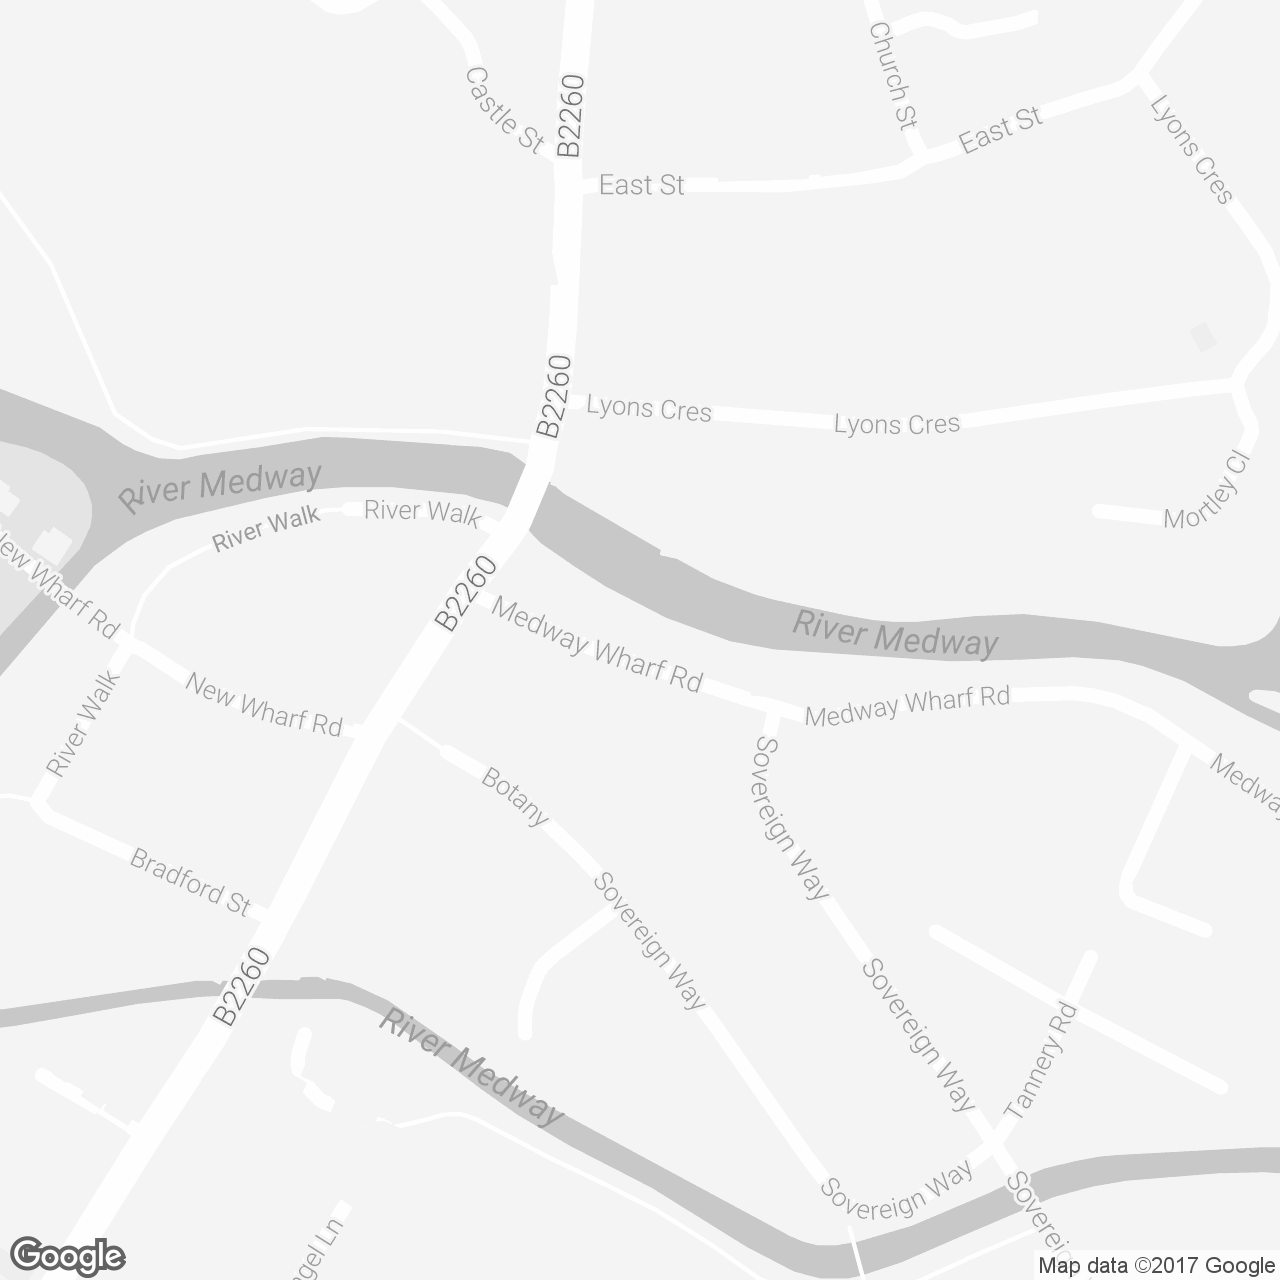 Church St
Castle St
B2260
East St
Lyons Cres
East St
B2260
Lyons Cres
Lyons Cres
Mortley Cl
River Medway
River Walk
River Walk
New Wharf Rd
B2260
Medway Wharf Rd
River Medway
River Walk
New Wharf Rd
Medway Wharf Rd
Sovereign Way
Medway
Botany
Bradford St
Sovereign Way
B2260
Sovereign Way
River Medway
Tannery Rd
Sovereign Way
gel Ln
Google
Map data ©2017 Google